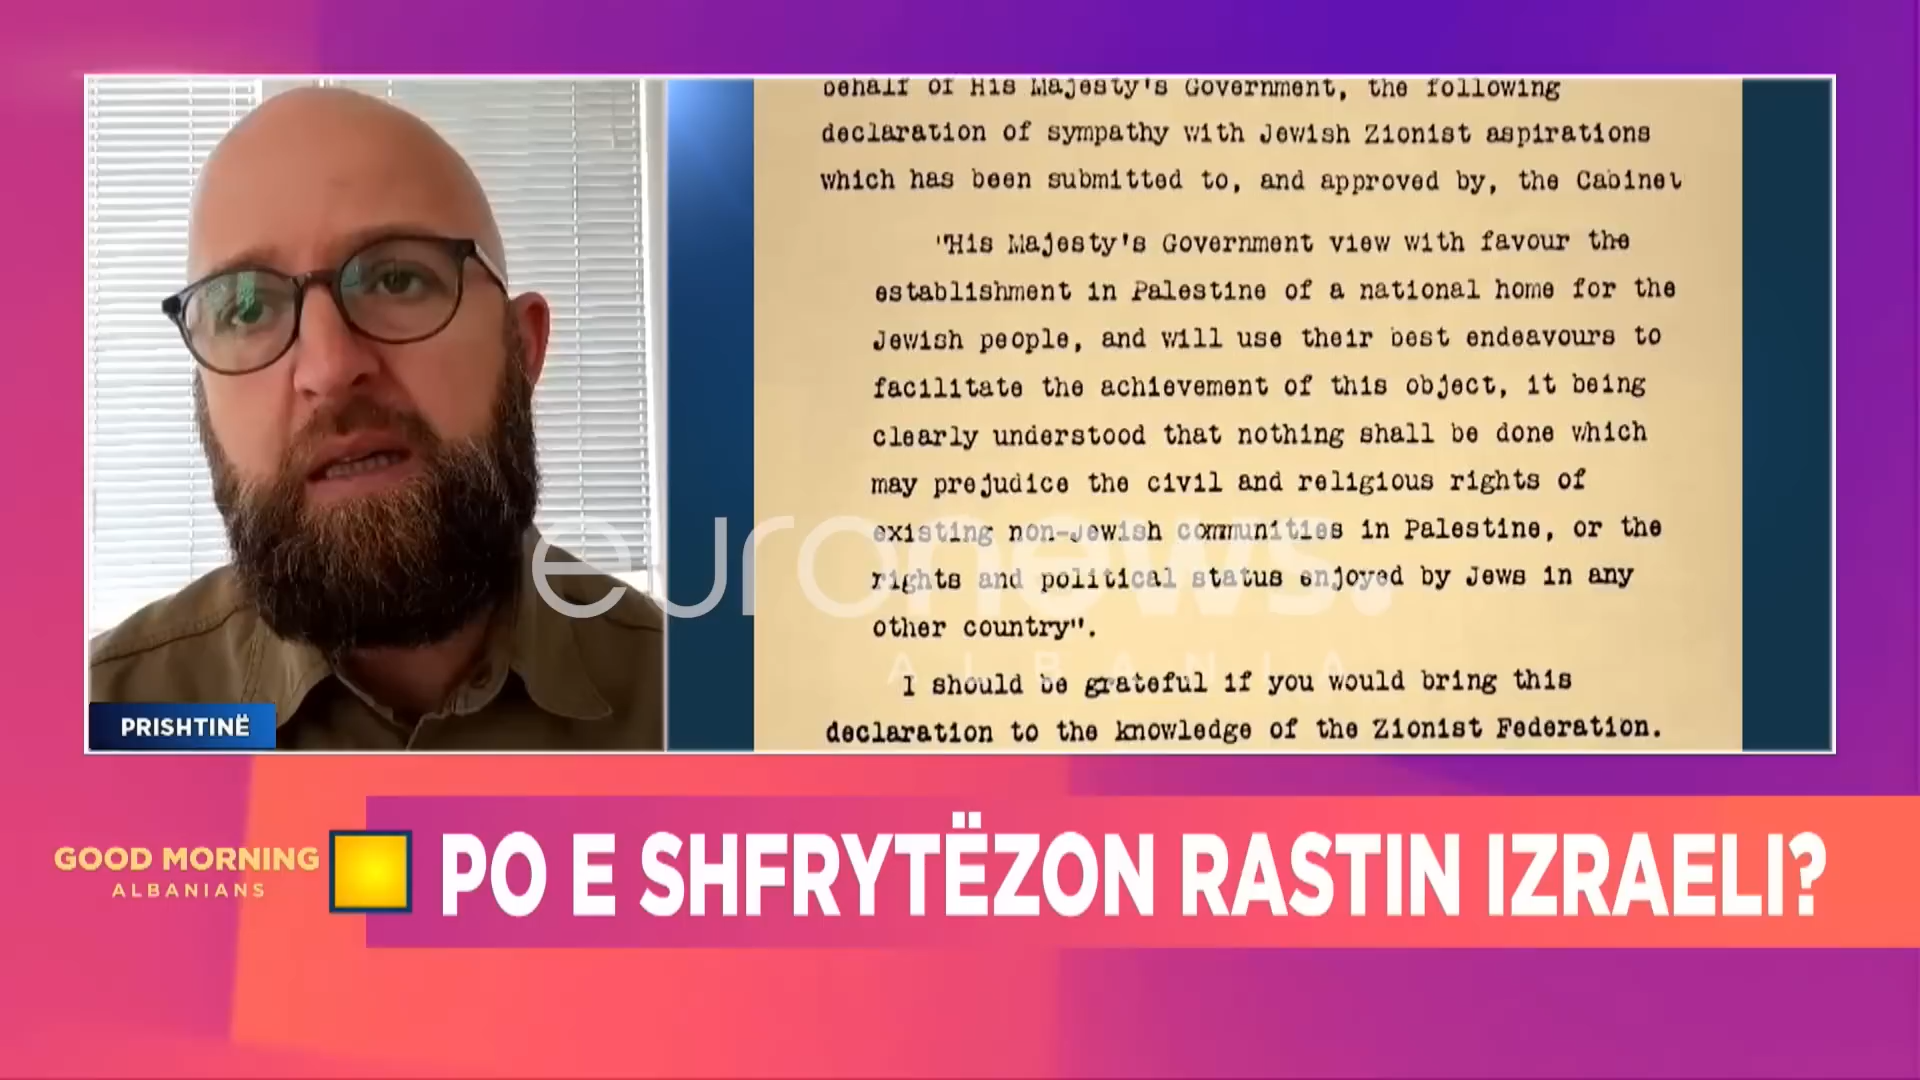 behalf of His Majesty's Government, the following
declaration of sympathy with Jewish Zionist aspirations
which has been submitted to, and approved by, the Cabinet
"His Majesty's Government view with favour the
establishment in Palestine of a national home for the
Jewish people, and will use their best endeavours to
facilitate the achievement of this object, it being
clearly understood that nothing shall be done which
may prejudice the civil and religious rights of
existing non-Jewish communities in Palestine, or the
rights and political status enjoyed by Jews in any
other country".
I should be grateful if you would bring this
declaration to the knowledge of the Zionist Federation.
euronews.
ALBANIA
PRISHTINË
GOOD MORNING
ALBANIANS
PO E SHFRYTËZON RASTIN IZRAELI?